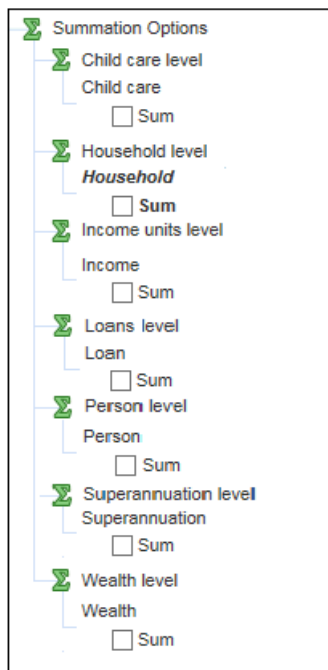 Summation Options
Child care level
Child care
Sum
Household level
Household
Sum
Income units level
Income
Sum
Loans level
Loan
Sum
Person level
Person
Sum
Superannuation level
Superannuation
Sum
Wealth level
Wealth
Sum